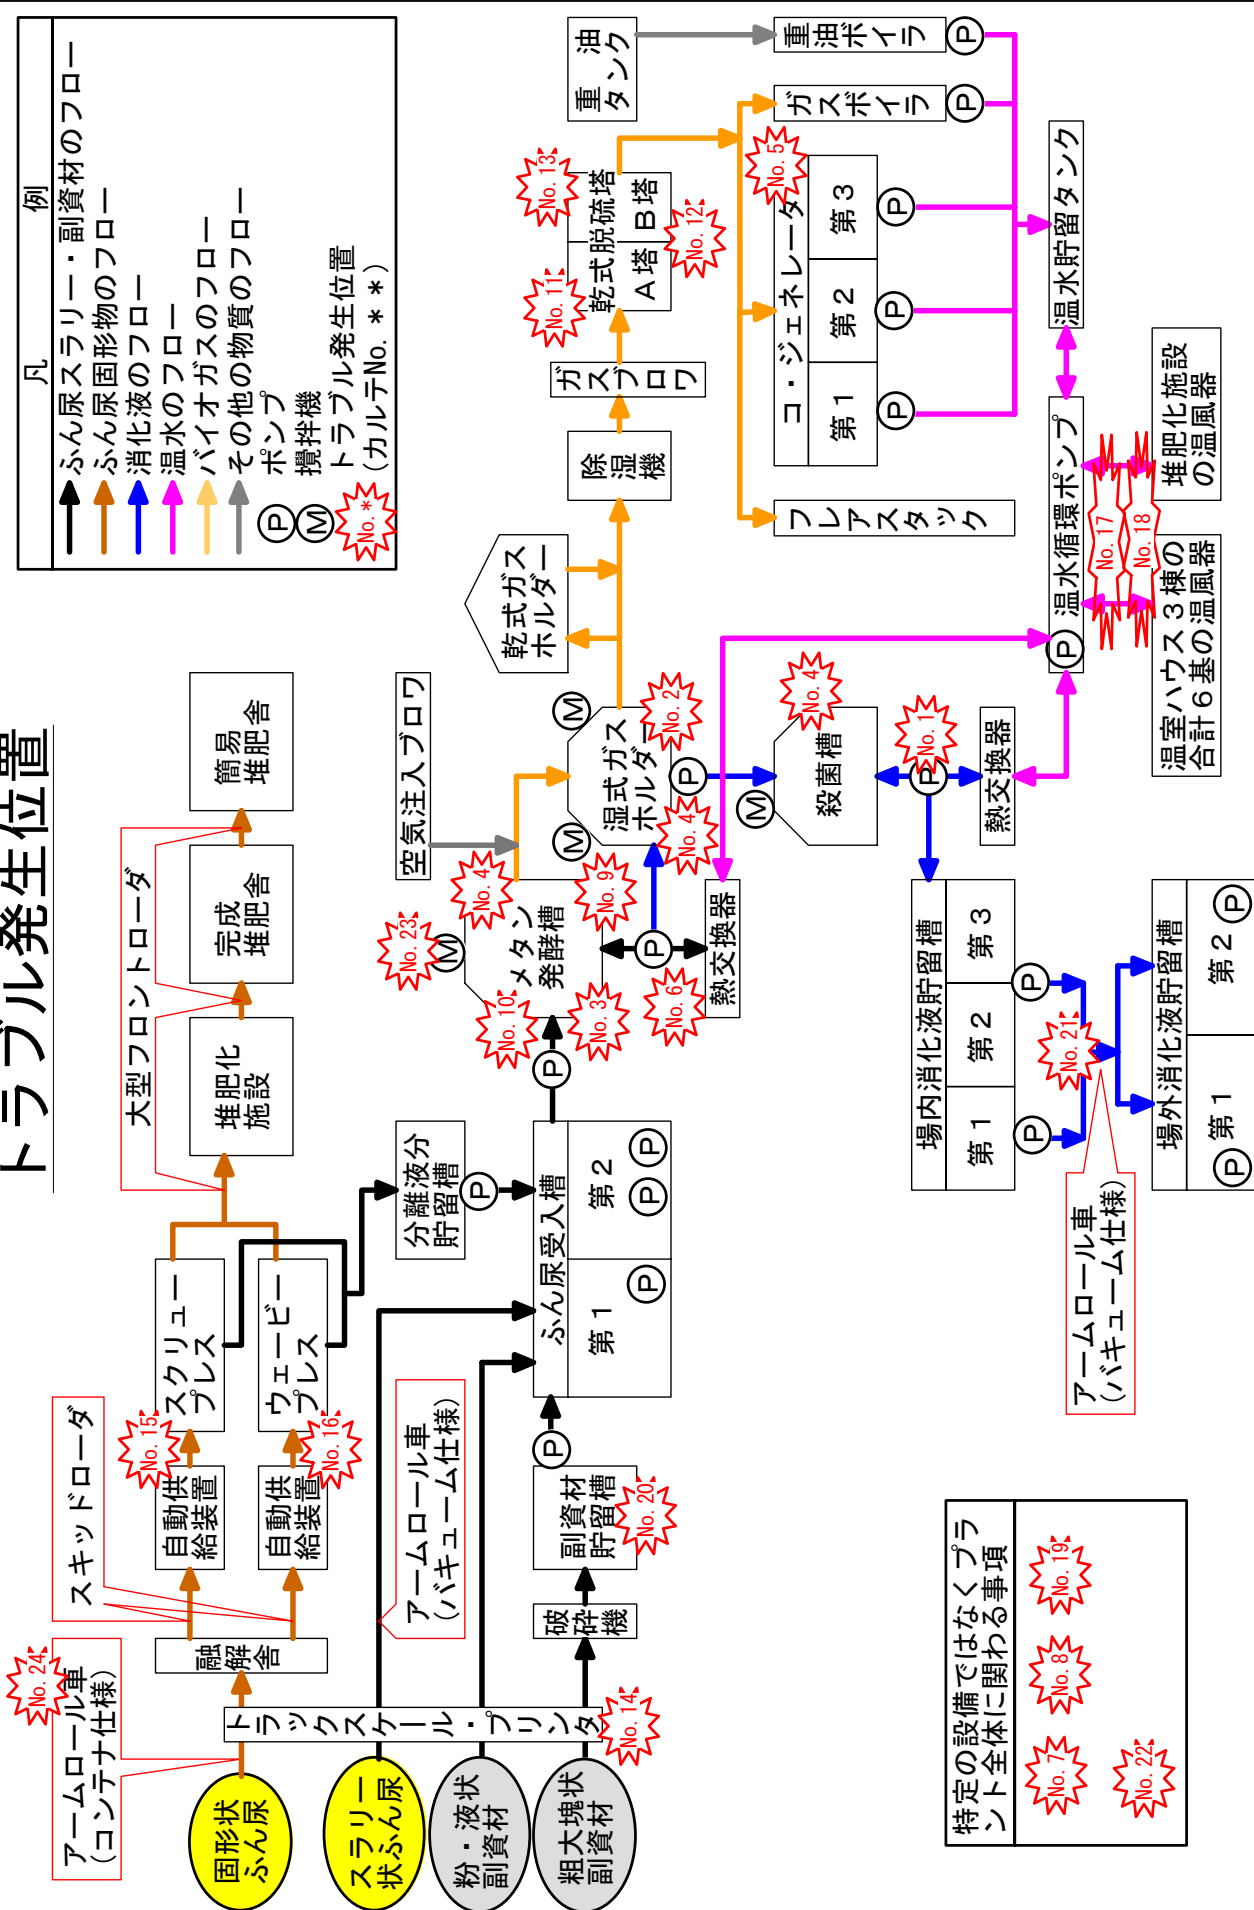 トラブル発生位置
凡　例
ふん尿スラリー・副資材のフロー
ふん尿固形物のフロー
消化液のフロー
温水のフロー
バイオガスのフロー
その他の物質のフロー
P
ポンプ
M
攪拌機
No. *
トラブル発生位置
(カルテNo. * *)
No. 24
アームロール車
(コンテナ仕様)
スキッドローダ
大型フロントローダ
固形状
ふん尿
スラリー
状ふん尿
粉・液状
副資材
粗大塊状
副資材
トラックスケール・プリンタ
No. 14
融解舎
自動供
給装置
自動供
給装置
No. 15
No. 16
スクリュー
プレス
ウェービー
プレス
堆肥化
施設
完成
堆肥舎
簡易
堆肥舎
アームロール車
(バキューム仕様)
破砕機
副資材
貯留槽
No. 20
P
分離液分
貯留槽
P
ふん尿受入槽
第1
P
第2
P
P
P
メタン
発酵槽
M
No. 23
No. 10
No. 3
No. 4
No. 9
P
No. 6
熱交換器
空気注入ブロワ
湿式ガス
ホルダー
M
M
No. 2
No. 4
P
乾式ガス
ホルダー
除湿機
ガスブロワ
乾式脱硫塔
A塔
B塔
No. 11
No. 12
No. 13
重油
タンク
重油ボイラ
P
ガスボイラ
P
コ・ジェネレータ
No. 5
第1
第2
第3
P
P
P
フレアスタック
殺菌槽
M
No. 4
P
No. 1
熱交換器
温水貯留タンク
温水循環ポンプ
P
No. 17
No. 18
温室ハウス3棟の
合計6基の温風器
堆肥化施設
の温風器
場内消化液貯留槽
第1
第2
第3
P
P
No. 21
アームロール車
(バキューム仕様)
場外消化液貯留槽
第1
P
第2
P
特定の設備ではなくプラ
ント全体に関わる事項
No. 7
No. 8
No. 19
No. 22